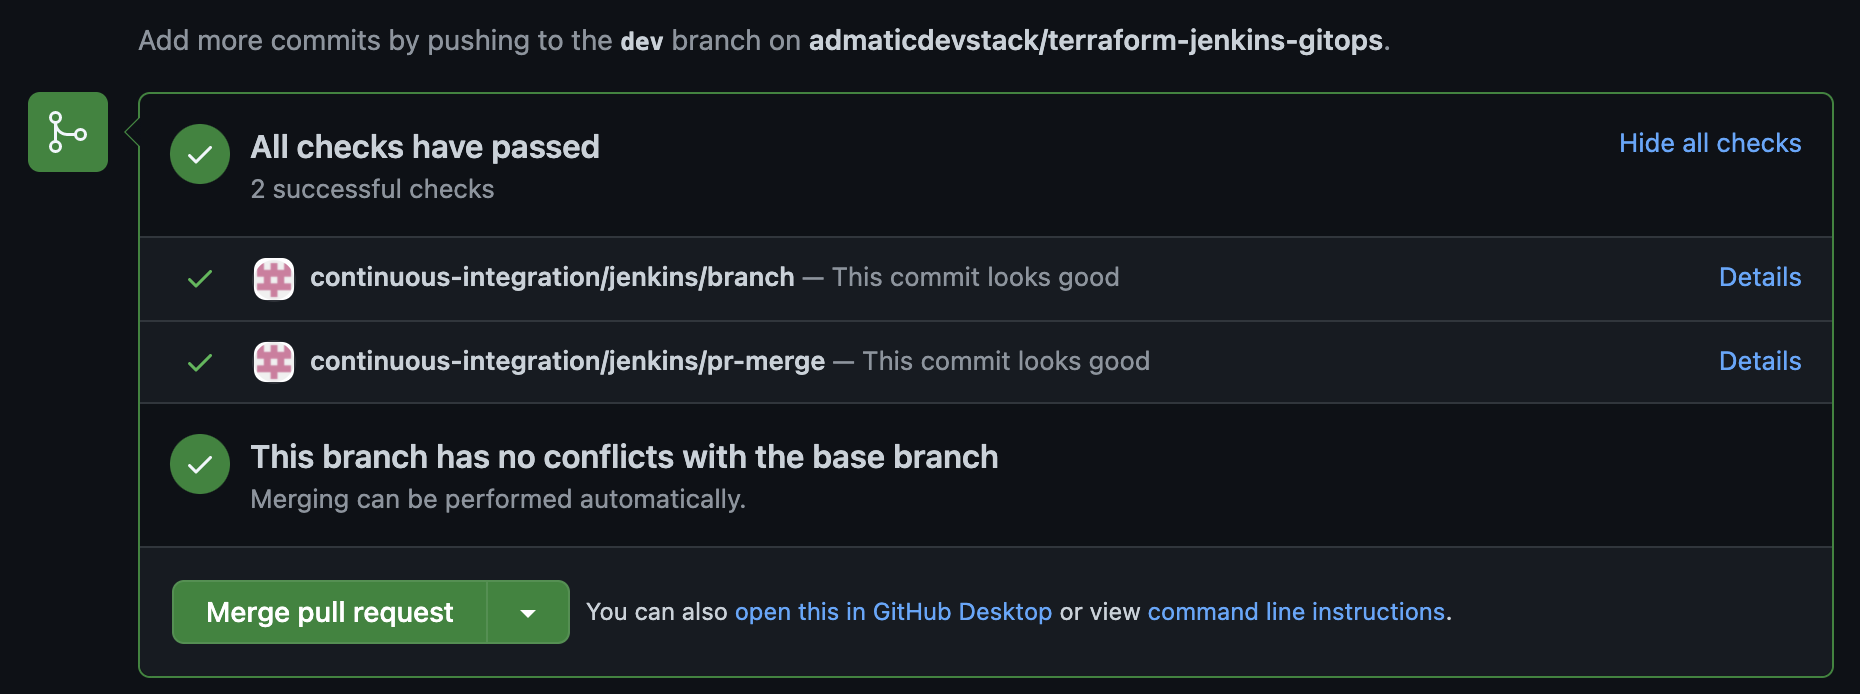 Add more commits by pushing to the dev branch on admaticdevstack/terraform-jenkins-gitops.
All checks have passed
Hide all checks
2 successful checks
continuous-integration/jenkins/branch — This commit looks good
Details
continuous-integration/jenkins/pr-merge — This commit looks good
Details
This branch has no conflicts with the base branch
Merging can be performed automatically.
Merge pull request
You can also open this in GitHub Desktop or view command line instructions.